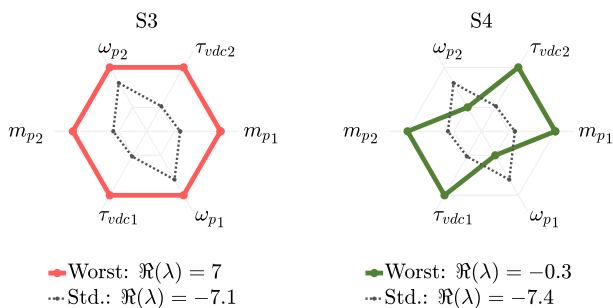 S3
ω_{p2} τ_{vdc2}
m_{p2} m_{p1}
τ_{vdc1} ω_{p1}
Worst: ℜ(λ) = 7
Std.: ℜ(λ) = −7.1
S4
ω_{p2} τ_{vdc2}
m_{p2} m_{p1}
τ_{vdc1} ω_{p1}
Worst: ℜ(λ) = −0.3
Std.: ℜ(λ) = −7.4